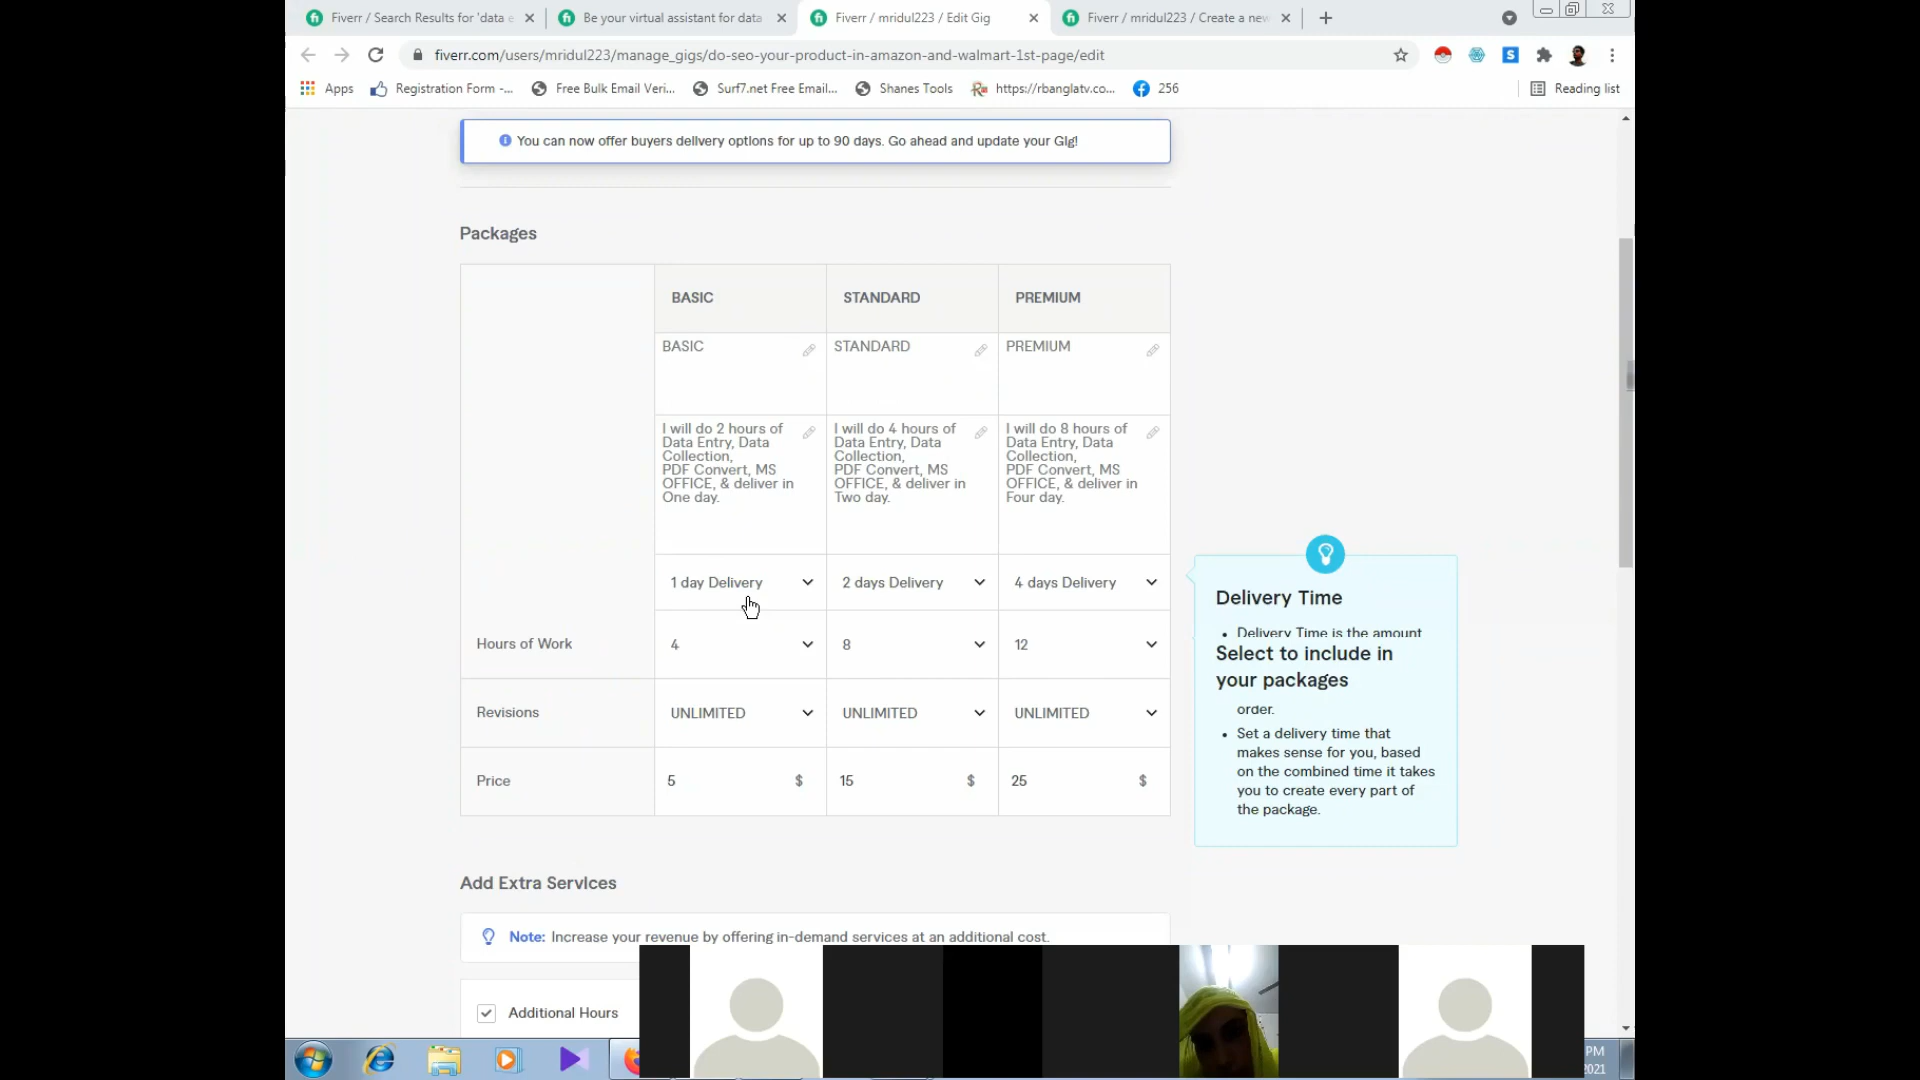 Fiverr / Search Results for 'data e
Be your virtual assistant for data
Fiverr / mridul223 / Edit Gig
Fiverr / mridul223 / Create a new
fiverr.com/users/mridul223/manage_gigs/do-seo-your-product-in-amazon-and-walmart-1st-page/edit
Apps
Registration Form -...
Free Bulk Email Veri...
Surf7.net Free Email...
Shanes Tools
https://rbanglatv.co...
256
Reading list
You can now offer buyers delivery options for up to 90 days. Go ahead and update your Gig!
Packages
BASIC STANDARD PREMIUM
BASIC STANDARD PREMIUM
I will do 2 hours of
Data Entry, Data
Collection,
PDF Convert, MS
OFFICE, & deliver in
One day.
I will do 4 hours of
Data Entry, Data
Collection,
PDF Convert, MS
OFFICE, & deliver in
Two day.
I will do 8 hours of
Data Entry, Data
Collection,
PDF Convert, MS
OFFICE, & deliver in
Four day.
1 day Delivery 2 days Delivery 4 days Delivery
Hours of Work 4 8 12
Revisions UNLIMITED UNLIMITED UNLIMITED
Price 5 $ 15 $ 25 $
Delivery Time
• Delivery Time is the amount
Select to include in
your packages
order.
• Set a delivery time that
makes sense for you, based
on the combined time it takes
you to create every part of
the package.
Add Extra Services
Note: Increase your revenue by offering in-demand services at an additional cost.
Additional Hours
PM
2021